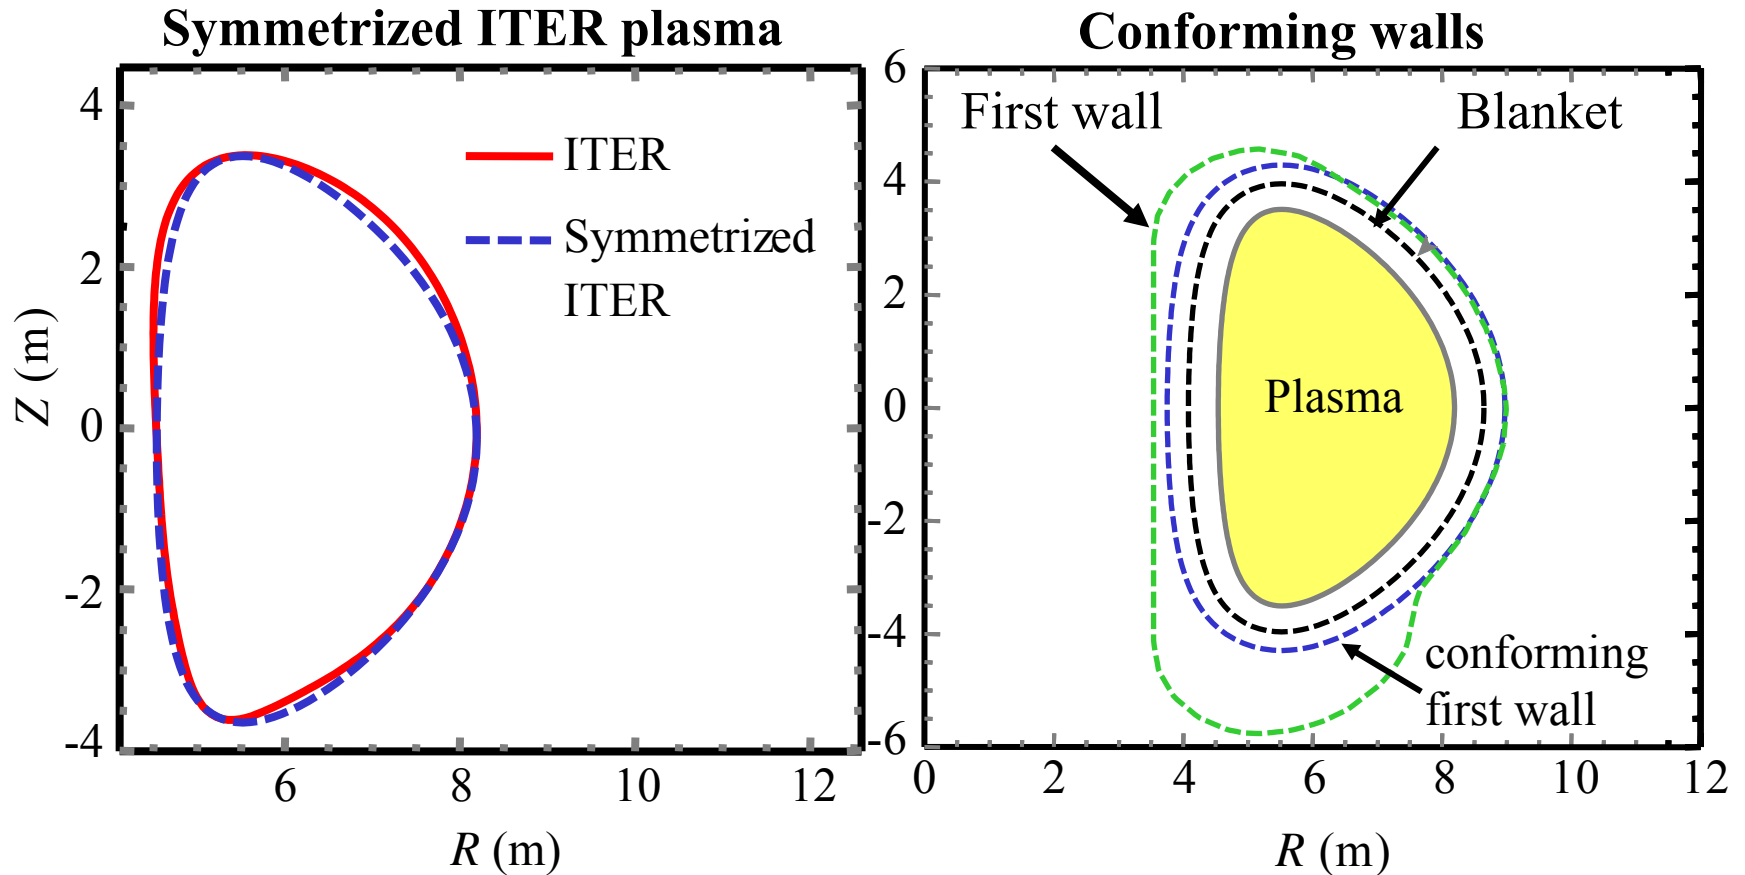 Symmetrized ITER plasma
4
2
0
-2
-4
6
8
10
12
Z (m)
R (m)
ITER
Symmetrized
ITER
Conforming walls
6
4
2
0
-2
-4
-6
0
2
4
6
8
10
12
R (m)
First wall
Blanket
Plasma
conforming
first wall